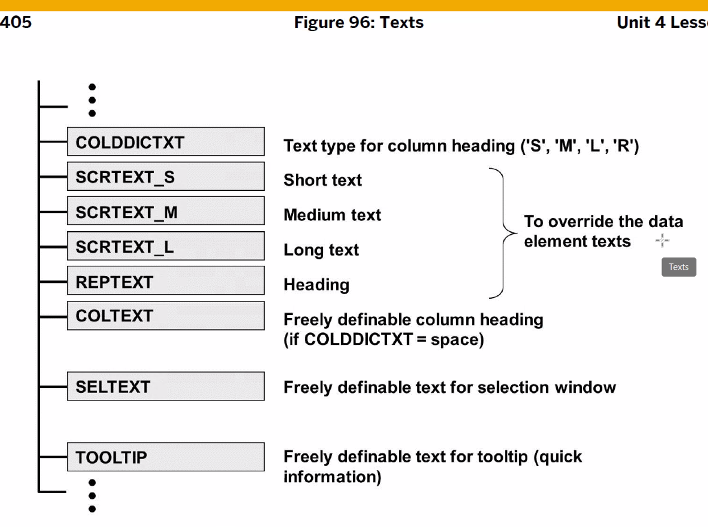 405 Figure 96: Texts Unit 4 Less
COLDDICTXT Text type for column heading ('S', 'M', 'L', 'R')
SCRTEXT_S Short text
SCRTEXT_M Medium text
SCRTEXT_L Long text
REPTEXT Heading
To override the data
element texts
Texts
COLTEXT Freely definable column heading
(if COLDDICTXT = space)
SELTEXT Freely definable text for selection window
TOOLTIP Freely definable text for tooltip (quick
information)